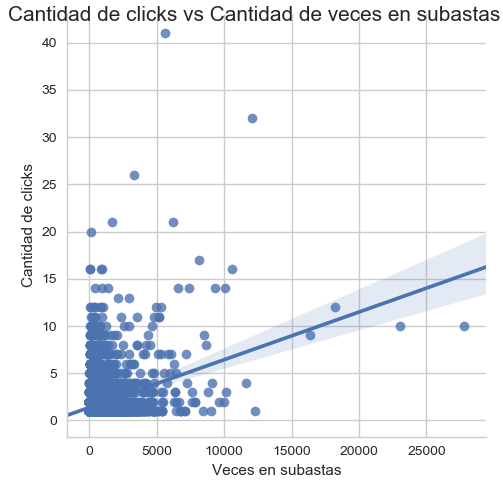 Cantidad de clicks vs Cantidad de veces en subastas
40
35
30
25
20
15
10
5
0
Cantidad de clicks
0 5000 10000 15000 20000 25000
Veces en subastas